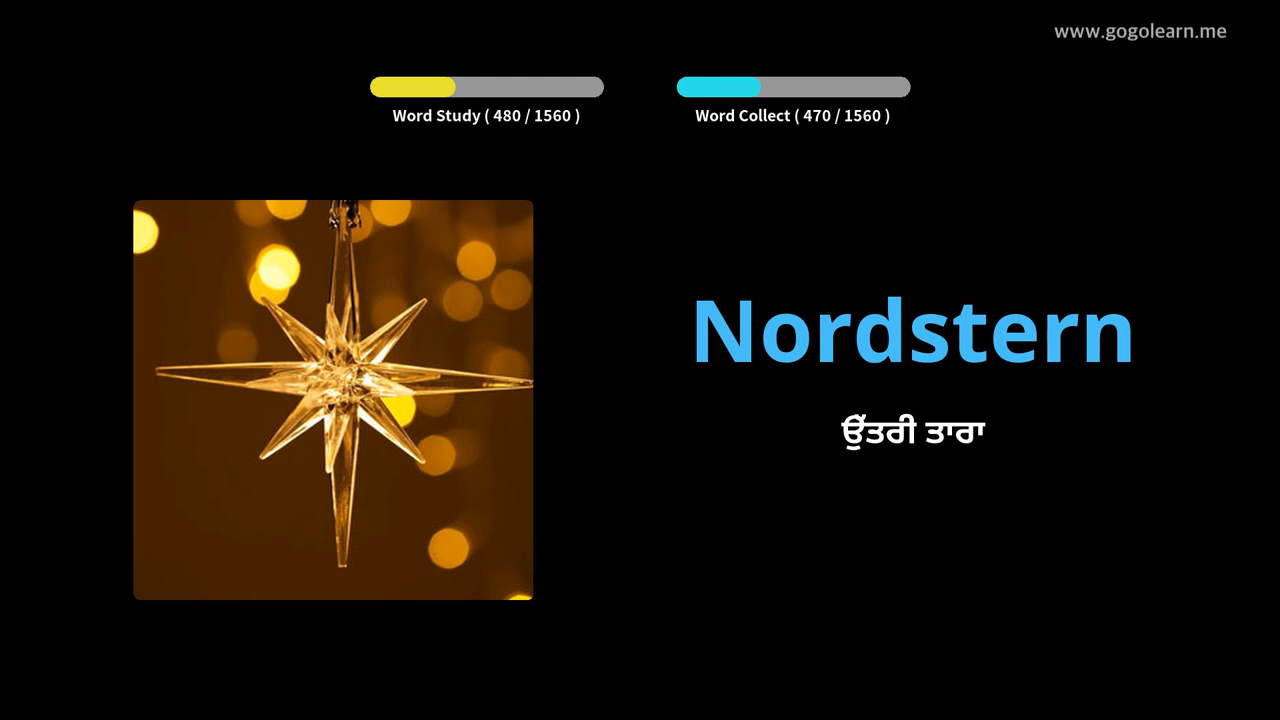 www.gogolearn.me
Word Study ( 480 / 1560 )
Word Collect ( 470 / 1560 )
Nordstern
ਉੱਤਰੀ ਤਾਰਾ